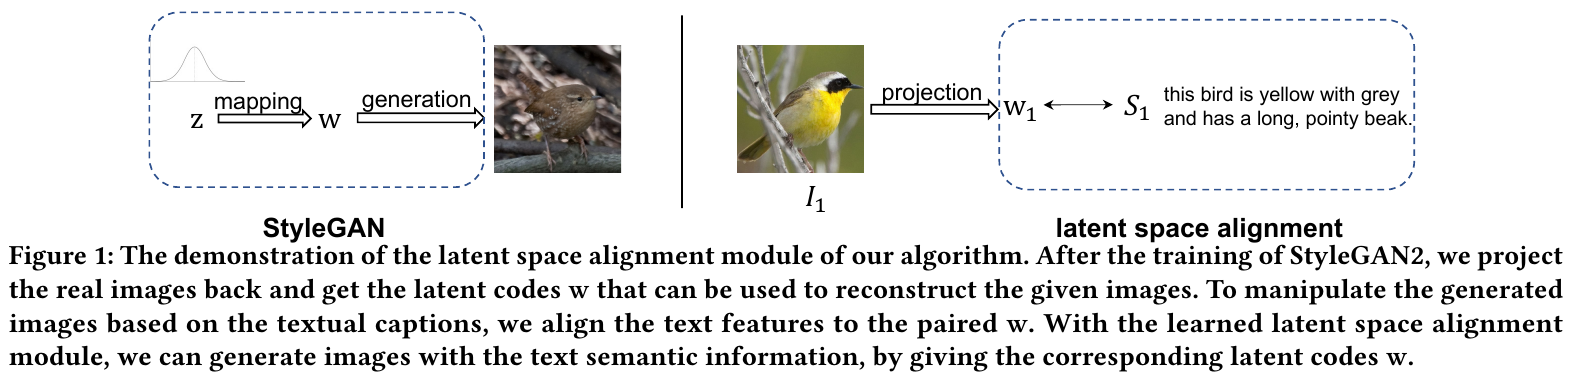 z mapping w generation
StyleGAN
I₁
projection
w₁ S₁ this bird is yellow with grey
and has a long, pointy beak.
latent space alignment
Figure 1: The demonstration of the latent space alignment module of our algorithm. After the training of StyleGAN2, we project
the real images back and get the latent codes w that can be used to reconstruct the given images. To manipulate the generated
images based on the textual captions, we align the text features to the paired w. With the learned latent space alignment
module, we can generate images with the text semantic information, by giving the corresponding latent codes w.